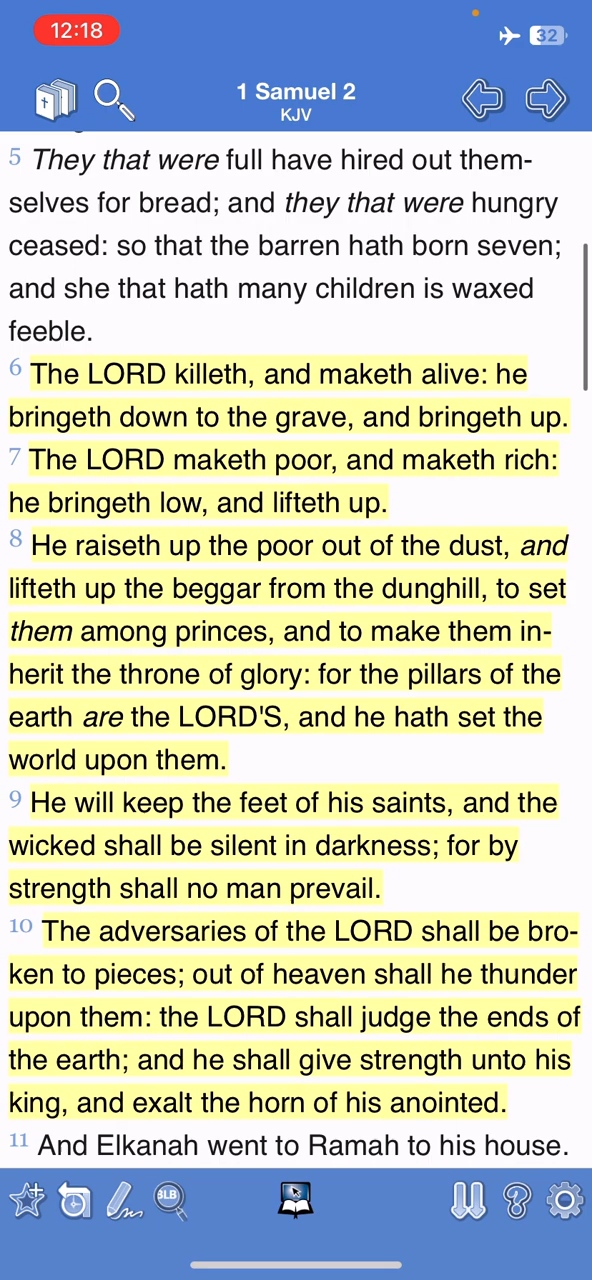 12:18
32
1 Samuel 2
KJV
5 They that were full have hired out them-
selves for bread; and they that were hungry
ceased: so that the barren hath born seven;
and she that hath many children is waxed
feeble.
6 The LORD killeth, and maketh alive: he
bringeth down to the grave, and bringeth up.
7 The LORD maketh poor, and maketh rich:
he bringeth low, and lifteth up.
8 He raiseth up the poor out of the dust, and
lifteth up the beggar from the dunghill, to set
them among princes, and to make them in-
herit the throne of glory: for the pillars of the
earth are the LORD'S, and he hath set the
world upon them.
9 He will keep the feet of his saints, and the
wicked shall be silent in darkness; for by
strength shall no man prevail.
10 The adversaries of the LORD shall be bro-
ken to pieces; out of heaven shall he thunder
upon them: the LORD shall judge the ends of
the earth; and he shall give strength unto his
king, and exalt the horn of his anointed.
11 And Elkanah went to Ramah to his house.
BLB